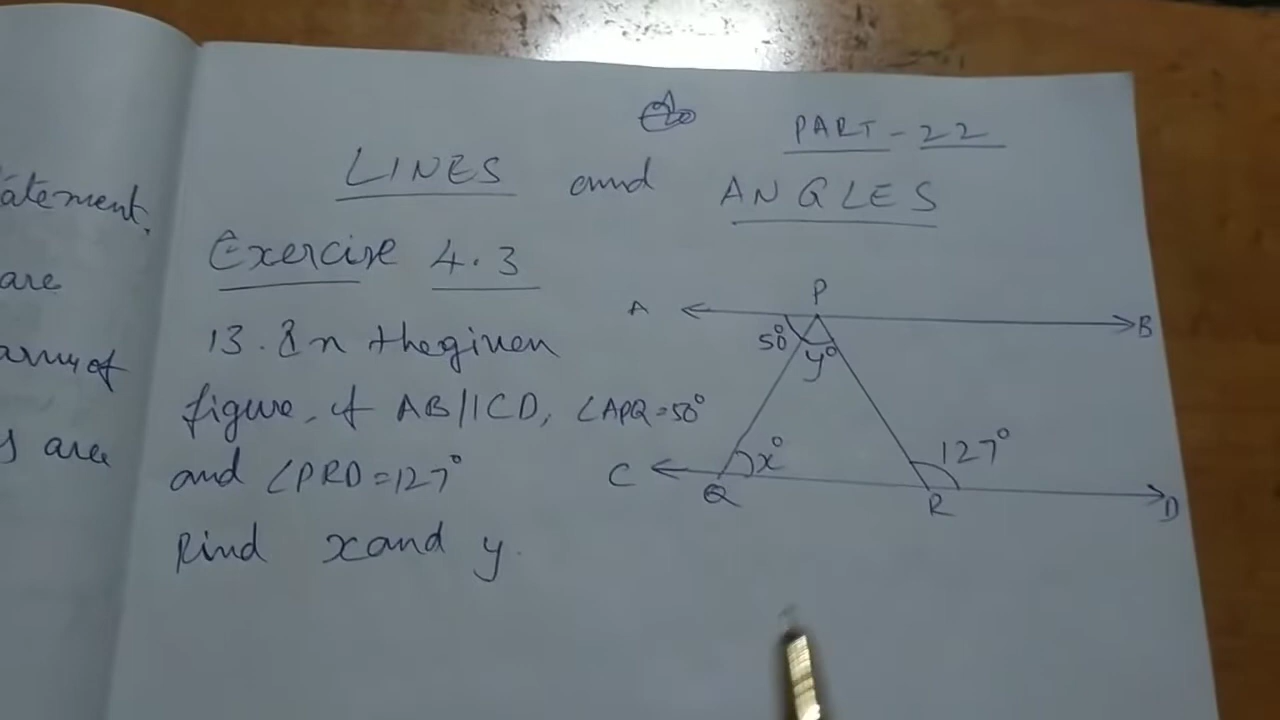 PART-22
LINES and ANGLES
Exercise 4.3
13. In the given
figure, if AB//CD, ∠APQ=50°
and ∠PRD=127°
Find x and y.
A P B
50° y°
x° 127°
C Q R D
atement.
are
of
are